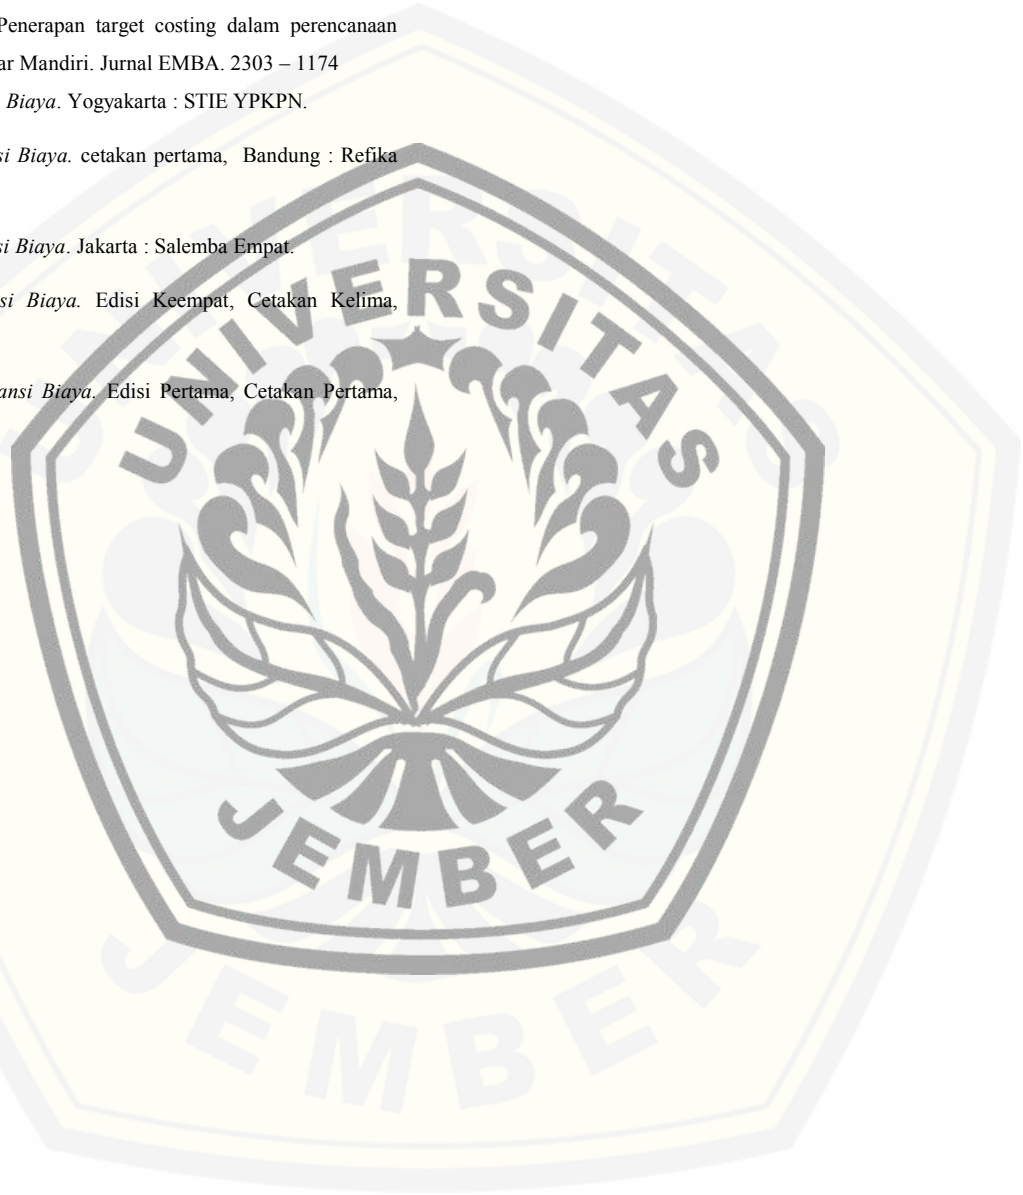 Penerapan target costing dalam perencanaan
ar Mandiri. Jurnal EMBA. 2303 – 1174
Biaya. Yogyakarta : STIE YPKPN.
si Biaya. cetakan pertama, Bandung : Refika
si Biaya. Jakarta : Salemba Empat.
si Biaya. Edisi Keempat, Cetakan Kelima,
ansi Biaya. Edisi Pertama, Cetakan Pertama,
UNIVERSITAS
JEMBER
UNIVERSITAS
JEMBER